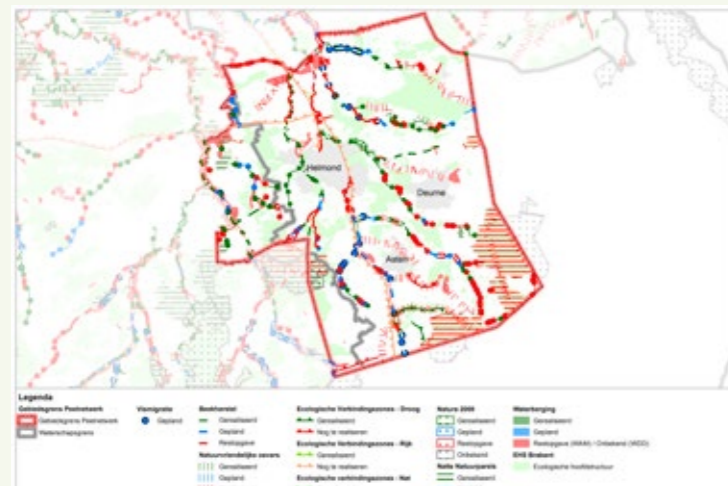 Helmond
Deurne
Asten
Legenda
Gebiedsgrens Peelnetwerk
Gebiedsgrens Peelnetwerk
Waterschapsgrens
Vismigratie
Gepland
Beekherstel
Gerealiseerd
Gepland
Restopgave
Natuurvriendelijke oevers
Gerealiseerd
Gepland
Ecologische Verbindingszones - Droog
Gerealiseerd
Nog te realiseren
Ecologische Verbindingszones - Rijk
Gerealiseerd
Nog te realiseren
Ecologische verbindingszones - Nat
Natura 2000
Gerealiseerd
Gepland
Restopgave
Onbekend
Natte Natuurparels
Gerealiseerd
Waterberging
Gerealiseerd
Gepland
Restopgave (WAM) / Onbekend (WDD)
EHS Brabant
Ecologische hoofdstructuur